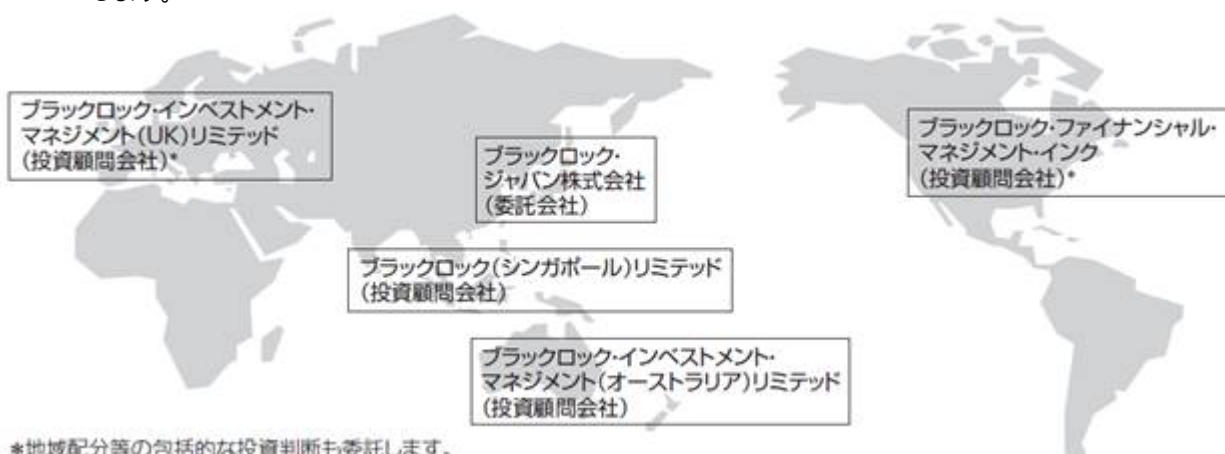 します。
ブラックロック・インベストメント・
マネジメント(UK)リミテッド
(投資顧問会社)*
ブラックロック・ファイナンシャル・
マネジメント・インク
(投資顧問会社)*
ブラックロック・
ジャパン株式会社
(委託会社)
ブラックロック(シンガポール)リミテッド
(投資顧問会社)
ブラックロック・インベストメント・
マネジメント(オーストラリア)リミテッド
(投資顧問会社)
*地域配分等の包括的な投資判断も委託します。